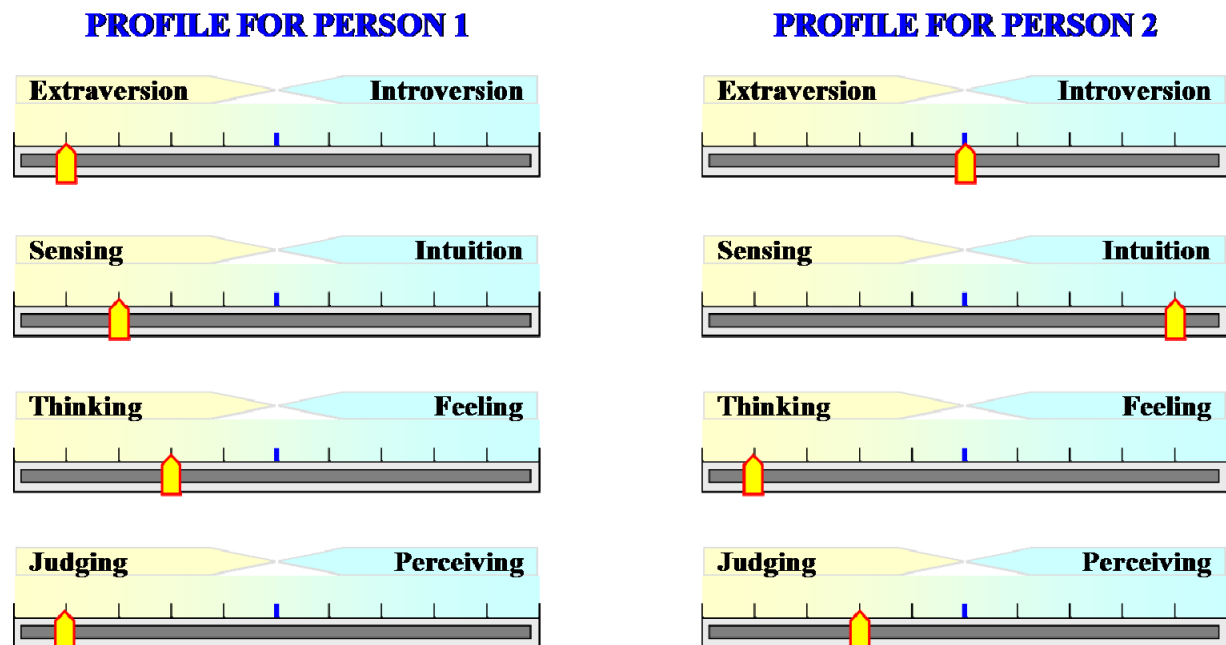 PROFILE FOR PERSON 1
Extraversion Introversion
Sensing Intuition
Thinking Feeling
Judging Perceiving
PROFILE FOR PERSON 2
Extraversion Introversion
Sensing Intuition
Thinking Feeling
Judging Perceiving